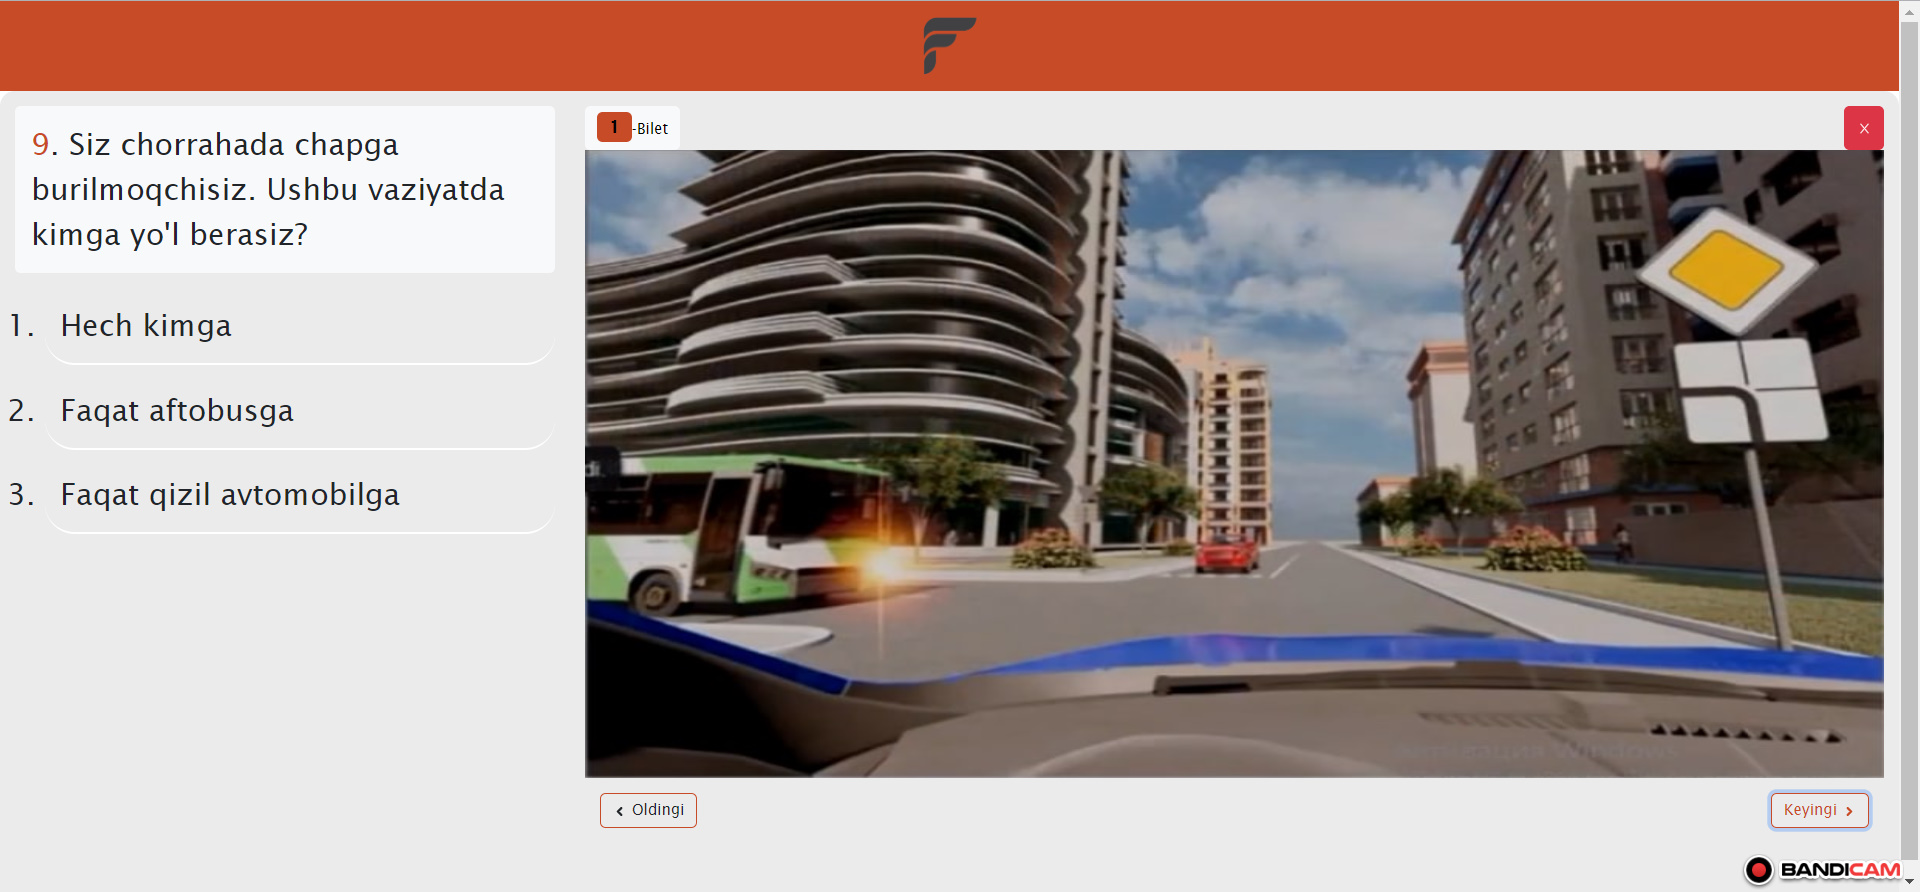 9. Siz chorrahada chapga
burilmoqchisiz. Ushbu vaziyatda
kimga yo'l berasiz?
1. Hech kimga
2. Faqat aftobusga
3. Faqat qizil avtomobilga
1 -Bilet
X
Oldingi
Keyingi
BANDICAM